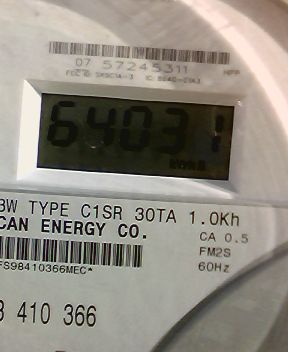 07 57245311
64031
3W TYPE C1SR 30TA 1.0Kh
CAN ENERGY CO.
CA 0.5
FM2S
FS98410366MEC*
60Hz
8 410 366